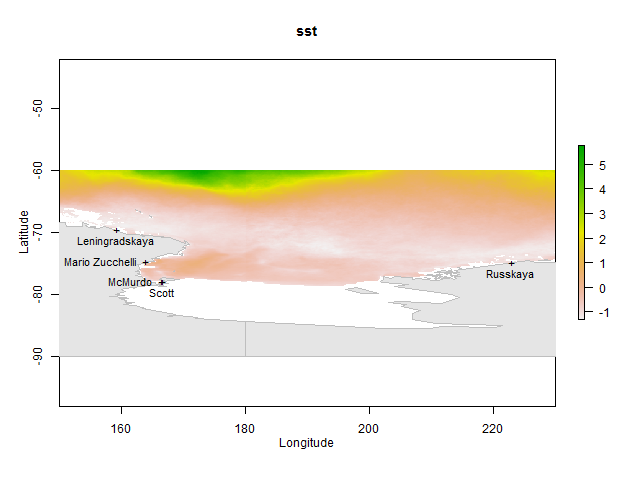 sst
-50
-60
-70
-80
-90
Latitude
Leningradskaya
Mario Zucchelli
McMurdo
Scott
Russkaya
5
4
3
2
1
0
-1
160
180
200
220
Longitude